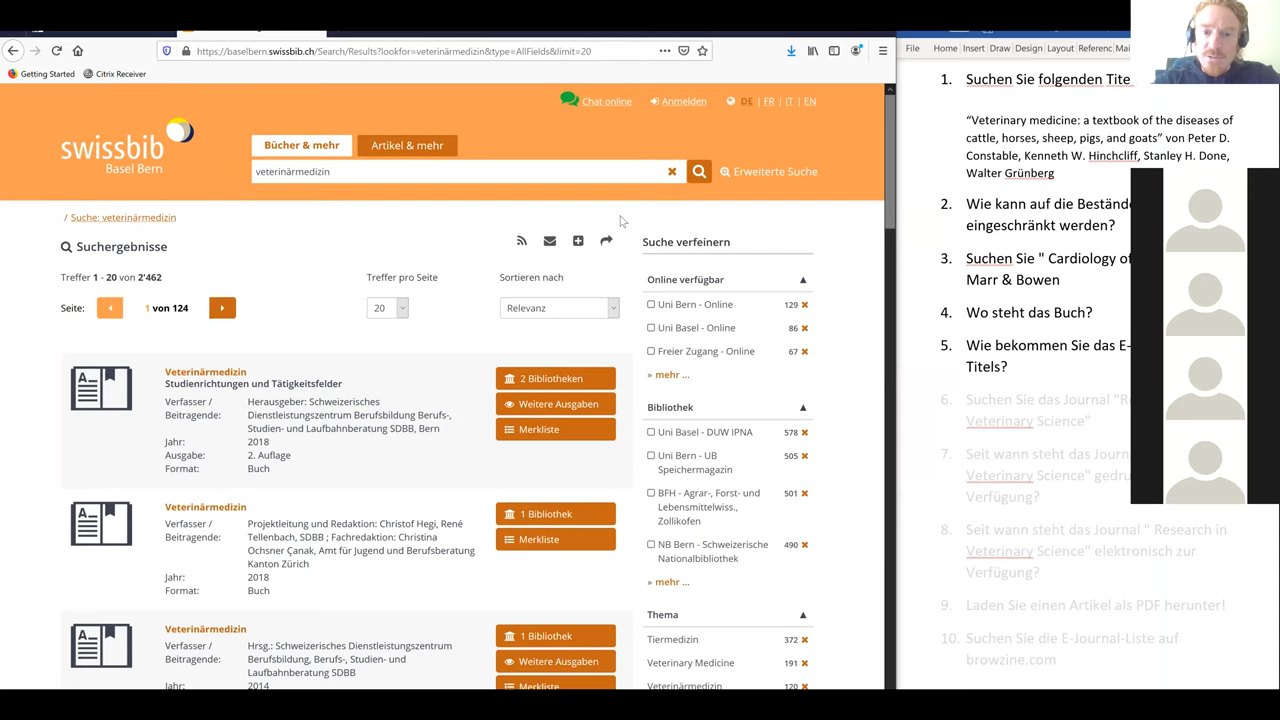 https://baselbern.swissbib.ch/Search/Results?lookfor=veterinärmedizin&type=AllFields&limit=20
Getting Started
Citrix Receiver
Chat online
Anmelden
DE | FR | IT | EN
swissbib
Basel Bern
Bücher & mehr
Artikel & mehr
veterinärmedizin
Erweiterte Suche
/ Suche: veterinärmedizin
Suchergebnisse
Treffer 1 - 20 von 2'462
Treffer pro Seite
Sortieren nach
Seite:
1 von 124
20
Relevanz
Veterinärmedizin
Studienrichtungen und Tätigkeitsfelder
Verfasser / Beitragende:
Herausgeber: Schweizerisches
Dienstleistungszentrum Berufsbildung Berufs-,
Studien- und Laufbahnberatung SDBB, Bern
Jahr: 2018
Ausgabe: 2. Auflage
Format: Buch
2 Bibliotheken
Weitere Ausgaben
Merkliste
Veterinärmedizin
Verfasser / Beitragende:
Projektleitung und Redaktion: Christof Hegi, René
Tellenbach, SDBB ; Fachredaktion: Christina
Ochsner Çanak, Amt für Jugend und Berufsberatung
Kanton Zürich
Jahr: 2018
Format: Buch
1 Bibliothek
Merkliste
Veterinärmedizin
Verfasser / Beitragende:
Hrsg.: Schweizerisches Dienstleistungszentrum
Berufsbildung, Berufs-, Studien- und
Laufbahnberatung SDBB
Jahr: 2014
1 Bibliothek
Weitere Ausgaben
Merkliste
Suche verfeinern
Online verfügbar
Uni Bern - Online 129
Uni Basel - Online 86
Freier Zugang - Online 67
» mehr ...
Bibliothek
Uni Basel - DUW IPNA 578
Uni Bern - UB 505
Speichermagazin
BFH - Agrar-, Forst- und 501
Lebensmittelwiss.,
Zollikofen
NB Bern - Schweizerische 490
Nationalbibliothek
» mehr ...
Thema
Tiermedizin 372
Veterinary Medicine 191
Veterinärmedizin 120
File Home Insert Draw Design Layout Referenc Mai
1. Suchen Sie folgenden Tite
"Veterinary medicine: a textbook of the diseases of
cattle, horses, sheep, pigs, and goats" von Peter D.
Constable, Kenneth W. Hinchcliff, Stanley H. Done,
Walter Grünberg
2. Wie kann auf die Bestände
eingeschränkt werden?
3. Suchen Sie " Cardiology of
Marr & Bowen
4. Wo steht das Buch?
5. Wie bekommen Sie das E-
Titels?
6. Suchen Sie das Journal "Re
Veterinary Science"
7. Seit wann steht das Journa
Veterinary Science" gedru
Verfügung?
8. Seit wann steht das Journal " Research in
Veterinary Science" elektronisch zur
Verfügung?
9. Laden Sie einen Artikel als PDF herunter!
10. Suchen Sie die E-Journal-Liste auf
browzine.com